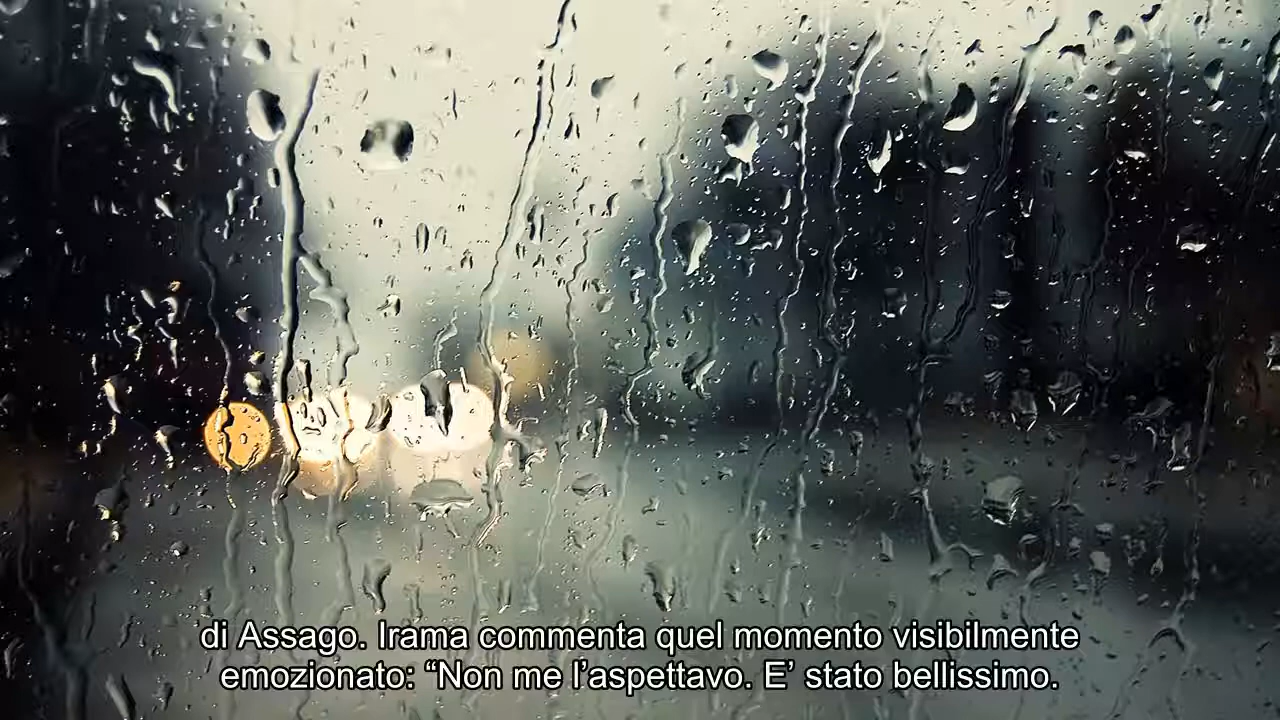 di Assago. Irama commenta quel momento visibilmente
emozionato: “Non me l’aspettavo. E’ stato bellissimo.